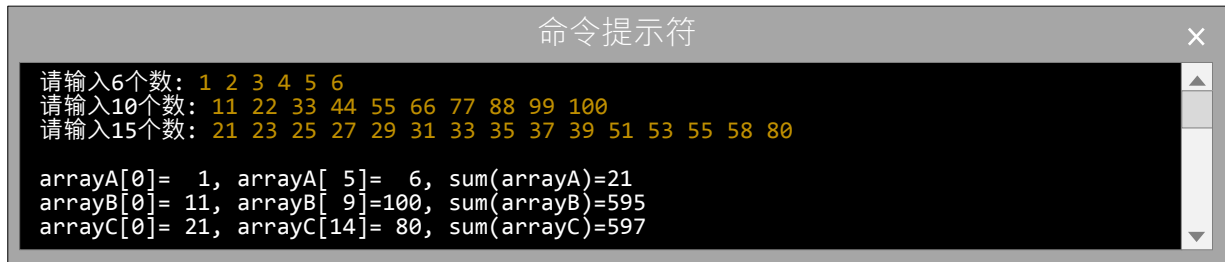 命令提示符
请输入6个数: 1 2 3 4 5 6
请输入10个数: 11 22 33 44 55 66 77 88 99 100
请输入15个数: 21 23 25 27 29 31 33 35 37 39 51 53 55 58 80
arrayA[0]=  1, arrayA[ 5]=  6, sum(arrayA)=21
arrayB[0]= 11, arrayB[ 9]=100, sum(arrayB)=595
arrayC[0]= 21, arrayC[14]= 80, sum(arrayC)=597